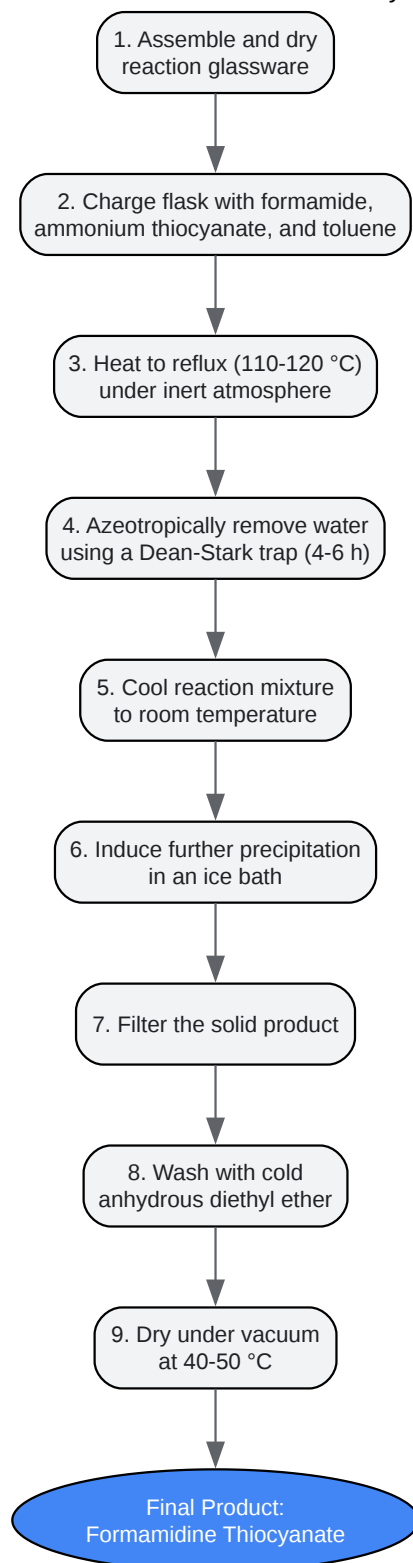 1. Assemble and dry
reaction glassware
2. Charge flask with formamide,
ammonium thiocyanate, and toluene
3. Heat to reflux (110-120 °C)
under inert atmosphere
4. Azeotropically remove water
using a Dean-Stark trap (4-6 h)
5. Cool reaction mixture
to room temperature
6. Induce further precipitation
in an ice bath
7. Filter the solid product
8. Wash with cold
anhydrous diethyl ether
9. Dry under vacuum
at 40-50 °C
Final Product:
Formamidine Thiocyanate